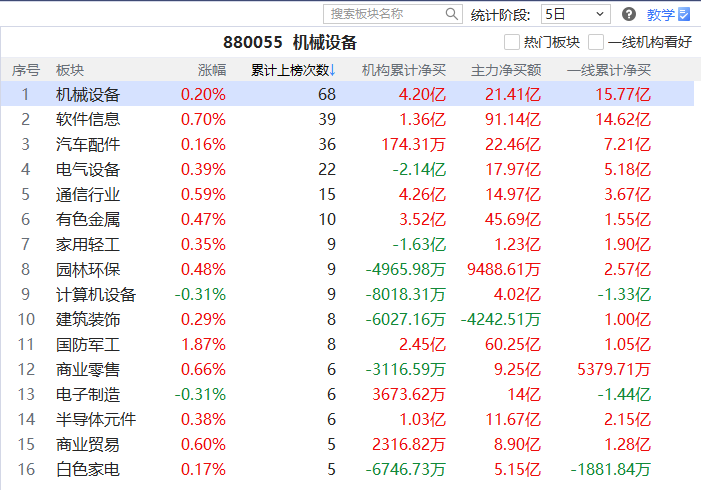 搜索板块名称 统计阶段: 5日 ? 教学
880055 机械设备 热门板块 一线机构看好
序号 板块 涨幅 累计上榜次数↓ 机构累计净买 主力净买额 一线累计净买
1 机械设备 0.20% 68 4.20亿 21.41亿 15.77亿
2 软件信息 0.70% 39 1.36亿 91.14亿 14.62亿
3 汽车配件 0.16% 36 174.31万 22.46亿 7.21亿
4 电气设备 0.39% 22 -2.14亿 17.97亿 5.18亿
5 通信行业 0.59% 15 4.26亿 14.97亿 3.67亿
6 有色金属 0.47% 10 3.52亿 45.69亿 1.55亿
7 家用轻工 0.35% 9 -1.63亿 1.23亿 1.90亿
8 园林环保 0.48% 9 -4965.98万 9488.61万 2.57亿
9 计算机设备 -0.31% 9 -8018.31万 4.02亿 -1.33亿
10 建筑装饰 0.29% 8 -6027.16万 -4242.51万 1.00亿
11 国防军工 1.87% 8 2.45亿 60.25亿 1.05亿
12 商业零售 0.66% 6 -3116.59万 9.25亿 5379.71万
13 电子制造 -0.31% 6 3673.62万 14亿 -1.44亿
14 半导体元件 0.38% 6 1.03亿 11.67亿 2.15亿
15 商业贸易 0.60% 5 2316.82万 8.90亿 1.28亿
16 白色家电 0.17% 5 -6746.73万 5.15亿 -1881.84万